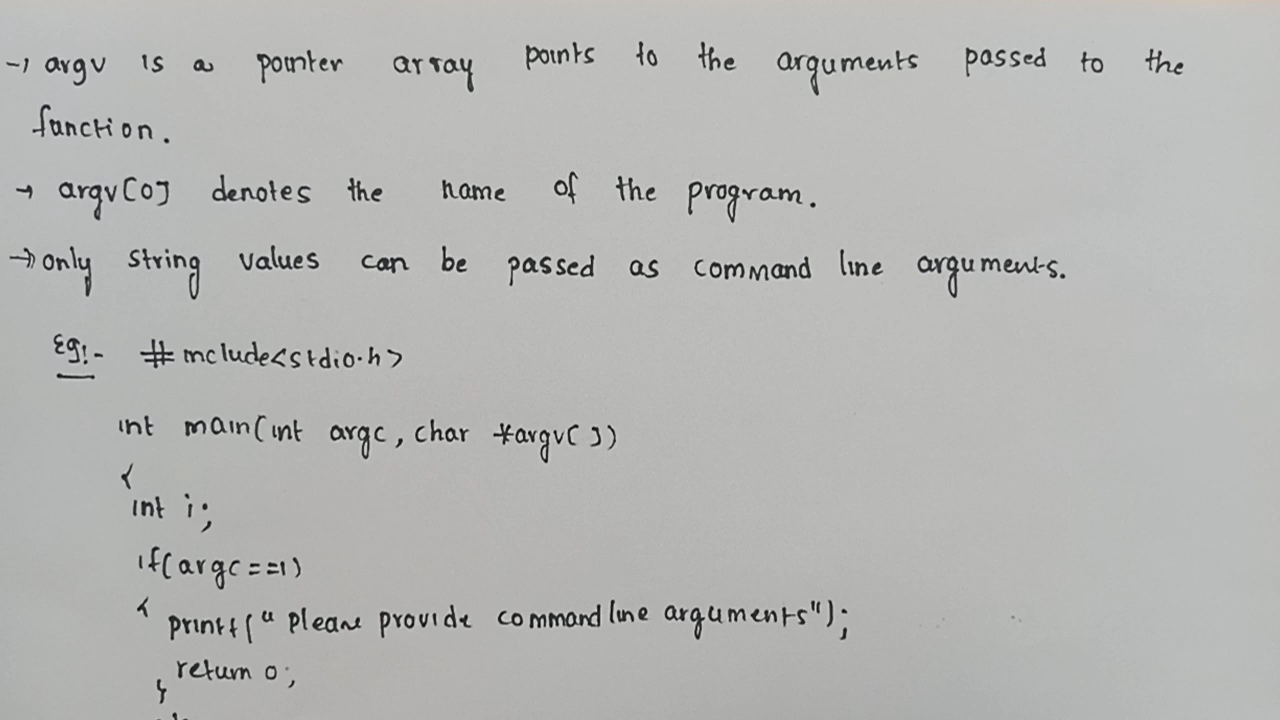 → argv is a pointer array points to the arguments passed to the
function.
→ argv[0] denotes the name of the program.
→ only string values can be passed as command line arguments.
Eg:- #include<stdio.h>
int main(int argc, char *argv[])
{
int i;
if(argc==1)
{ printf("Please provide command line arguments");
return 0;
}